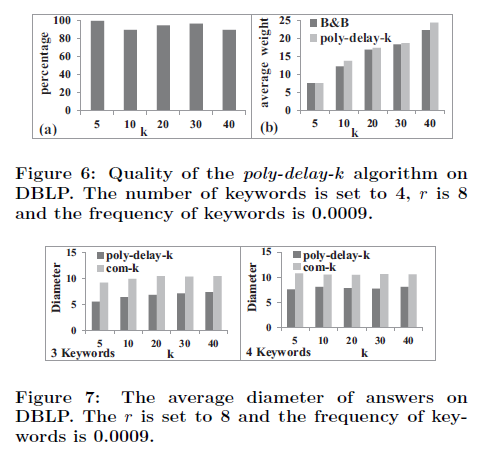 percentage
100
80
60
40
20
0
5 10 20 30 40
(a) k
average weight
25
20
15
10
5
0
B&B
poly-delay-k
5 10 20 30 40
(b) k
Figure 6: Quality of the poly-delay-k algorithm on
DBLP. The number of keywords is set to 4, r is 8
and the frequency of keywords is 0.0009.
Diameter
15
10
5
0
poly-delay-k
com-k
5 10 20 30 40
3 Keywords k
Diameter
15
10
5
0
poly-delay-k
com-k
5 10 20 30 40
4 Keywords k
Figure 7: The average diameter of answers on
DBLP. The r is set to 8 and the frequency of key-
words is 0.0009.